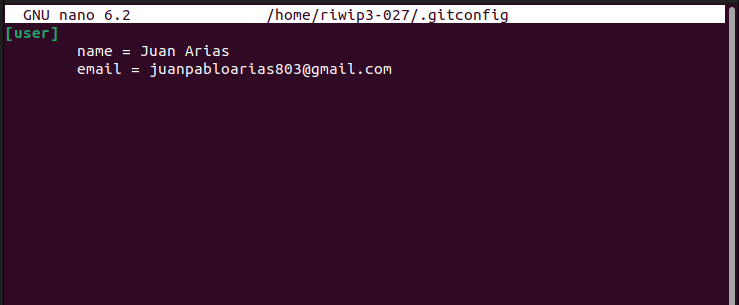 GNU nano 6.2 /home/riwip3-027/.gitconfig
[user]
name = Juan Arias
email = juanpabloarias803@gmail.com